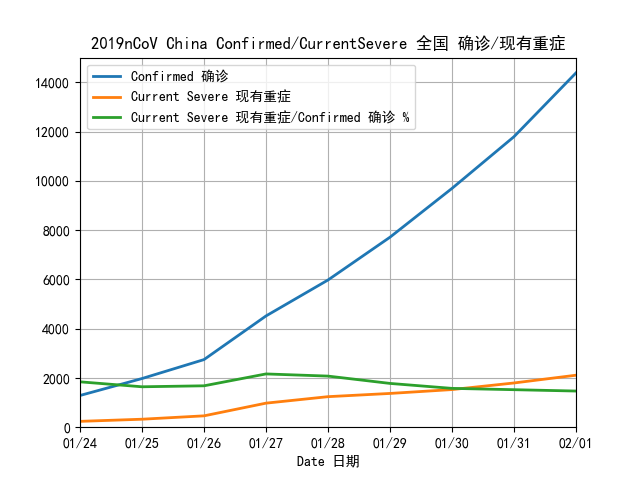 2019nCoV China Confirmed/CurrentSevere 全国 确诊/现有重症
Confirmed 确诊
Current Severe 现有重症
Current Severe 现有重症/Confirmed 确诊 %
14000
12000
10000
8000
6000
4000
2000
0
01/24 01/25 01/26 01/27 01/28 01/29 01/30 01/31 02/01
Date 日期